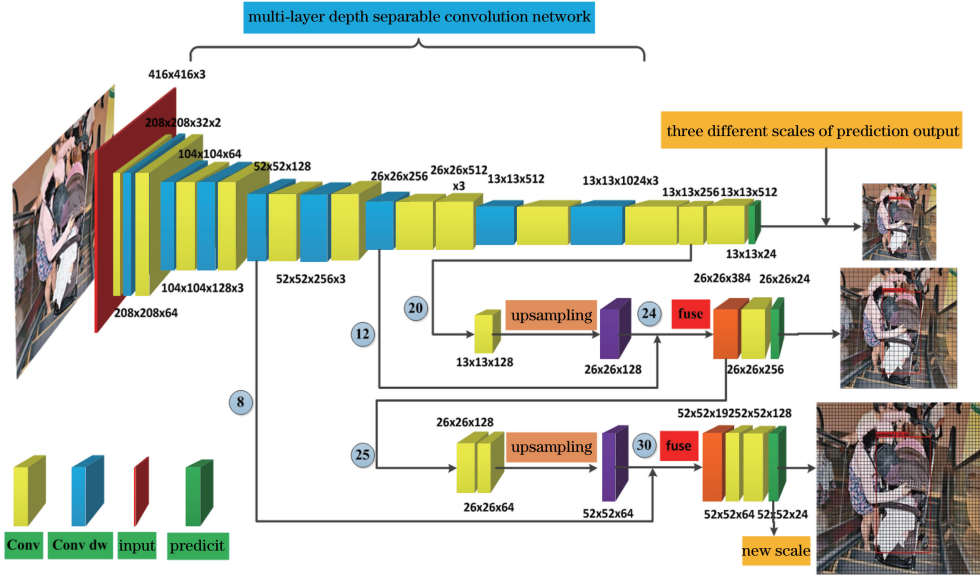 multi-layer depth separable convolution network
416x416x3
208x208x32x2
104x104x64
52x52x128
26x26x256
26x26x512
x3
13x13x512
13x13x1024x3
13x13x256
13x13x512
three different scales of prediction output
13x13x24
208x208x64
104x104x128x3
52x52x256x3
20
12
8
13x13x128
upsampling
26x26x128
24
fuse
26x26x384
26x26x24
26x26x256
25
26x26x128
26x26x64
upsampling
52x52x64
30
fuse
52x52x19252x52x128
52x52x64
52x52x24
new scale
Conv
Conv dw
input
predicit